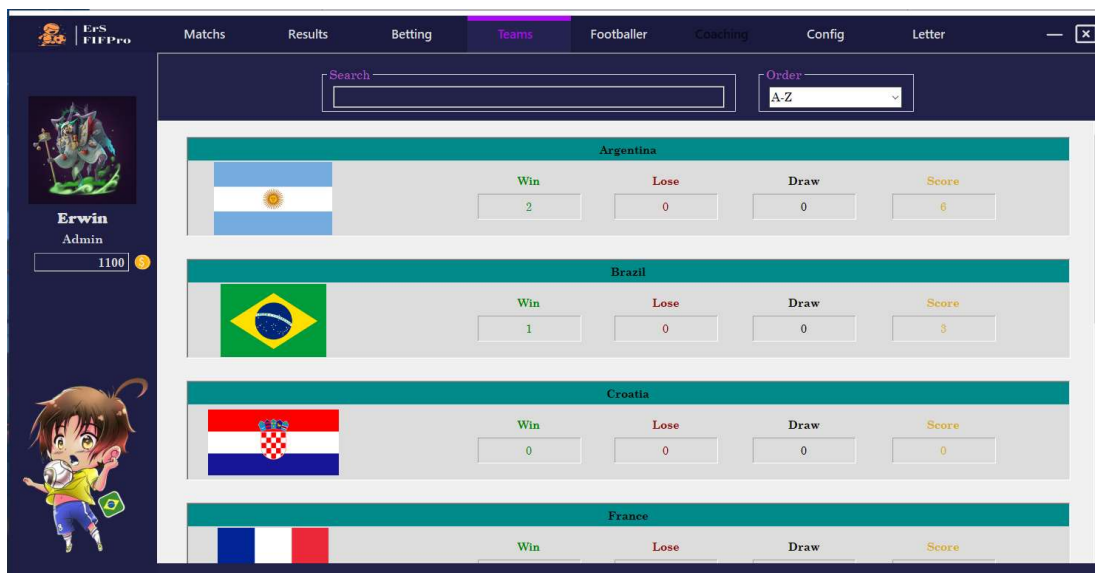 ErS
FIFPro
Matchs Results Betting Teams Footballer Coaching Config Letter
Search
Order
A-Z
Erwin
Admin
1100
Argentina
Win Lose Draw Score
2 0 0 6
Brazil
Win Lose Draw Score
1 0 0 3
Croatia
Win Lose Draw Score
0 0 0 0
France
Win Lose Draw Score